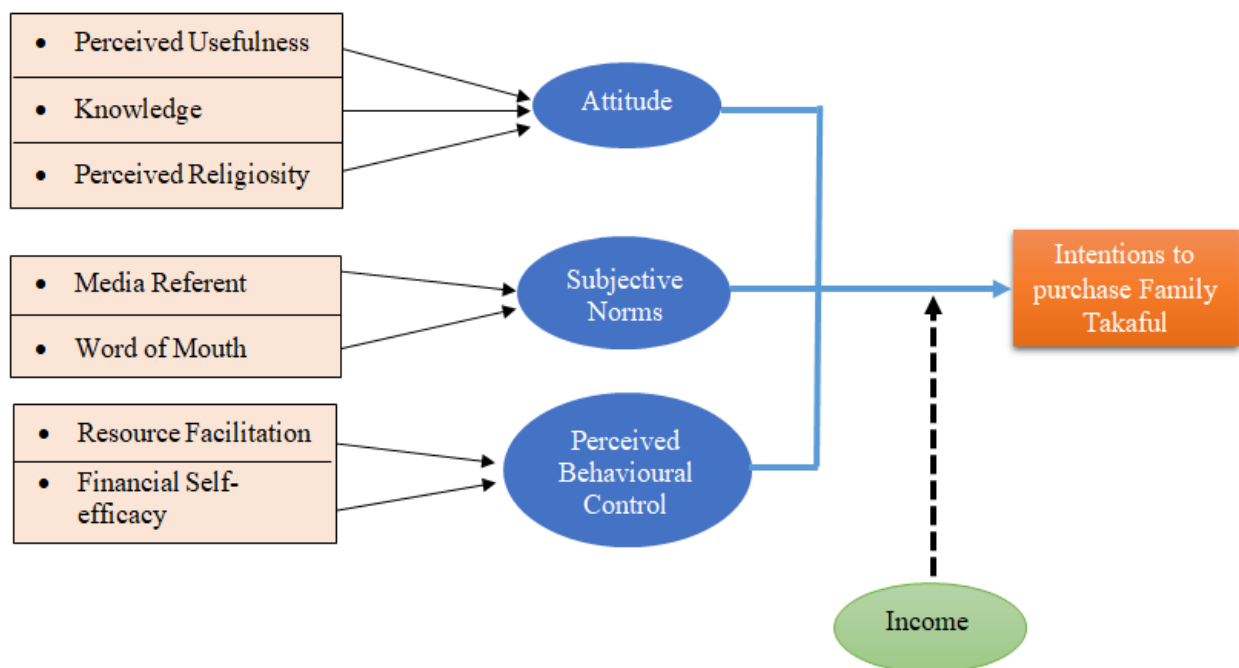 • Perceived Usefulness
• Knowledge
• Perceived Religiosity
Attitude
• Media Referent
• Word of Mouth
Subjective
Norms
Intentions to
purchase Family
Takaful
• Resource Facilitation
• Financial Self-
efficacy
Perceived
Behavioural
Control
Income